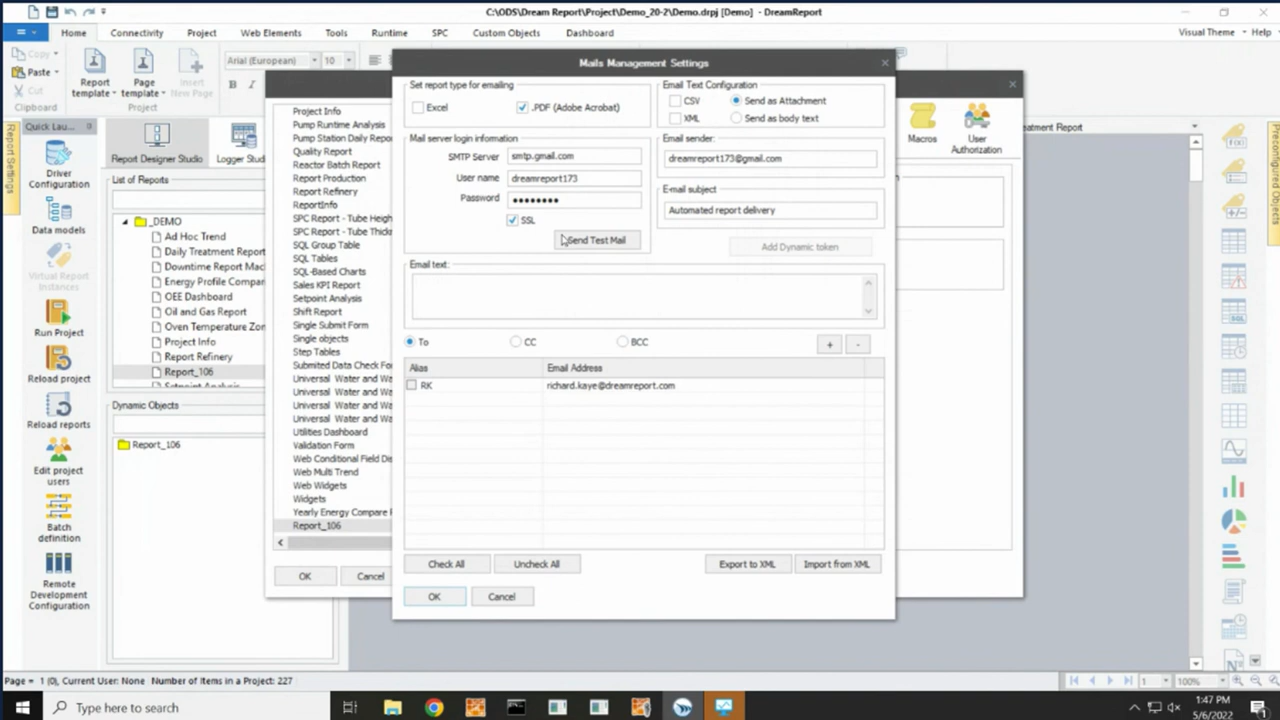 C:\ODS\Dream Report\Project\Demo_20-2\Demo.drpj [Demo] - DreamReport
Home Connectivity Project Web Elements Tools Runtime SPC Custom Objects Dashboard Visual Theme Help
Copy
Paste
Cut
Clipboard
Report template
Page template
Insert New Page
Project
Arial (European) 10
B I
Quick Lau...
Report Settings
Driver Configuration
Data models
Virtual Report Instances
Run Project
Reload project
Reload reports
Edit project users
Batch definition
Remote Development Configuration
Report Designer Studio
Logger Stud
List of Reports
_DEMO
Ad Hoc Trend
Daily Treatment Report
Downtime Report Mac
Energy Profile Compar
OEE Dashboard
Oil and Gas Report
Oven Temperature Zon
Project Info
Report Refinery
Report_106
Setpoint Analysis
Dynamic Objects
Report_106
Project Info
Pump Runtime Analysis
Pump Station Daily Repo
Quality Report
Reactor Batch Report
Report Production
Report Refinery
ReportInfo
SPC Report - Tube Heigh
SPC Report - Tube Thick
SQL Group Table
SQL Tables
SQL-Based Charts
Sales KPI Report
Setpoint Analysis
Shift Report
Single Submit Form
Single objects
Step Tables
Submited Data Check Fo
Universal Water and Wa
Universal Water and Wa
Universal Water and Wa
Utilities Dashboard
Validation Form
Web Conditional Field Di
Web Multi Trend
Web Widgets
Widgets
Yearly Energy Compare R
Report_106
OK Cancel
Mails Management Settings
Set report type for emailing
Excel .PDF (Adobe Acrobat)
Mail server login information
SMTP Server smtp.gmail.com
User name dreamreport173
Password
SSL
Send Test Mail
Email Text Configuration
CSV Send as Attachment
XML Send as body text
Email sender:
dreamreport173@gmail.com
E-mail subject
Automated report delivery
Add Dynamic token
Email text:
To CC BCC + -
Alias Email Address
RK richard.kaye@dreamreport.com
Check All Uncheck All Export to XML Import from XML
OK Cancel
Macros
User Authorization
atment Report
Preconfigured Objects
Page = 1 (0), Current User: None Number of Items in a Project: 227
1 100%
Type here to search
1:47 PM
5/6/2022